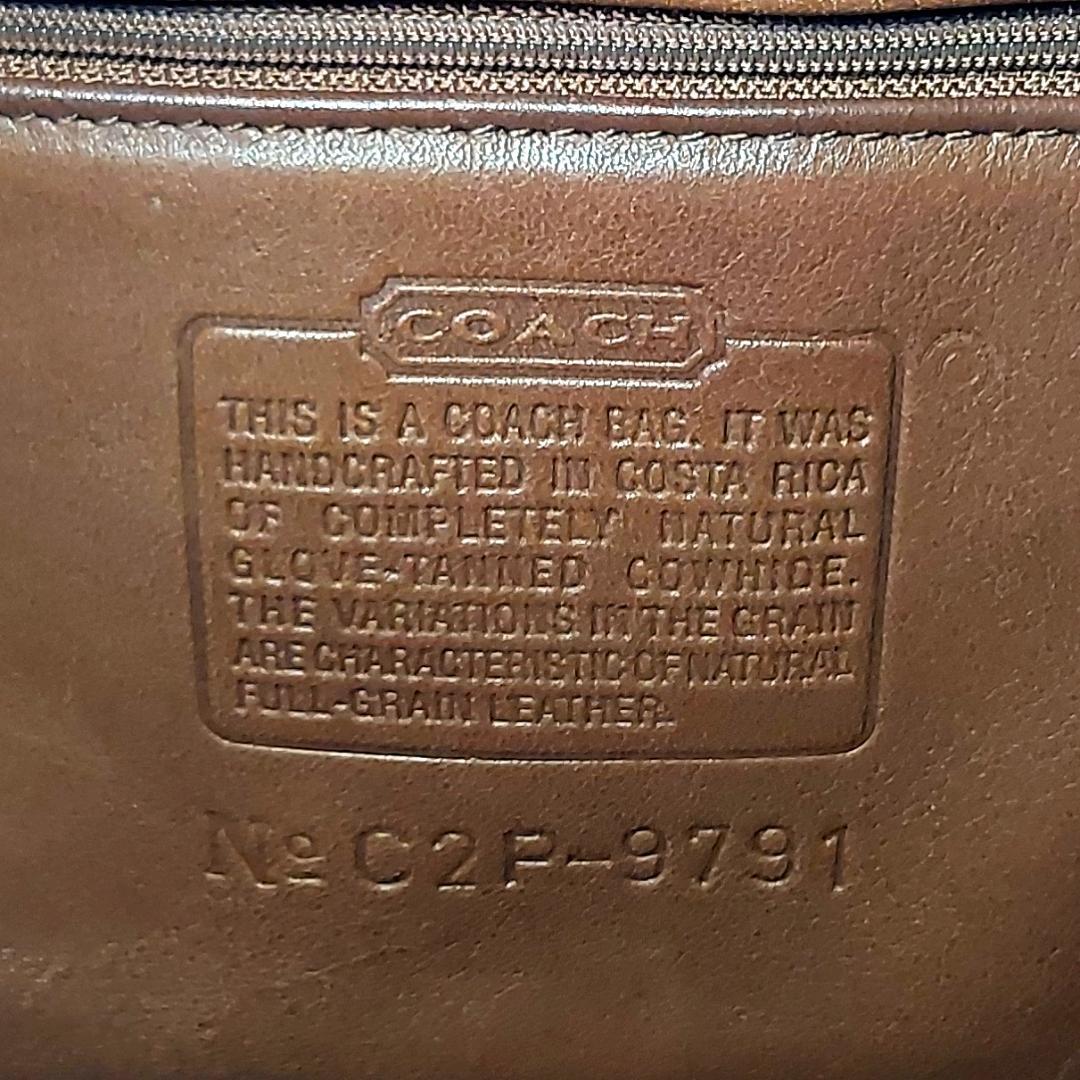 COACH
THIS IS A COACH BAG. IT WAS
HANDCRAFTED IN COSTA RICA
OF COMPLETELY NATURAL
GLOVE-TANNED COWHIDE.
THE VARIATIONS IN THE GRAIN
ARE CHARACTERISTIC OF NATURAL
FULL-GRAIN LEATHER.
Nº C2P-9791